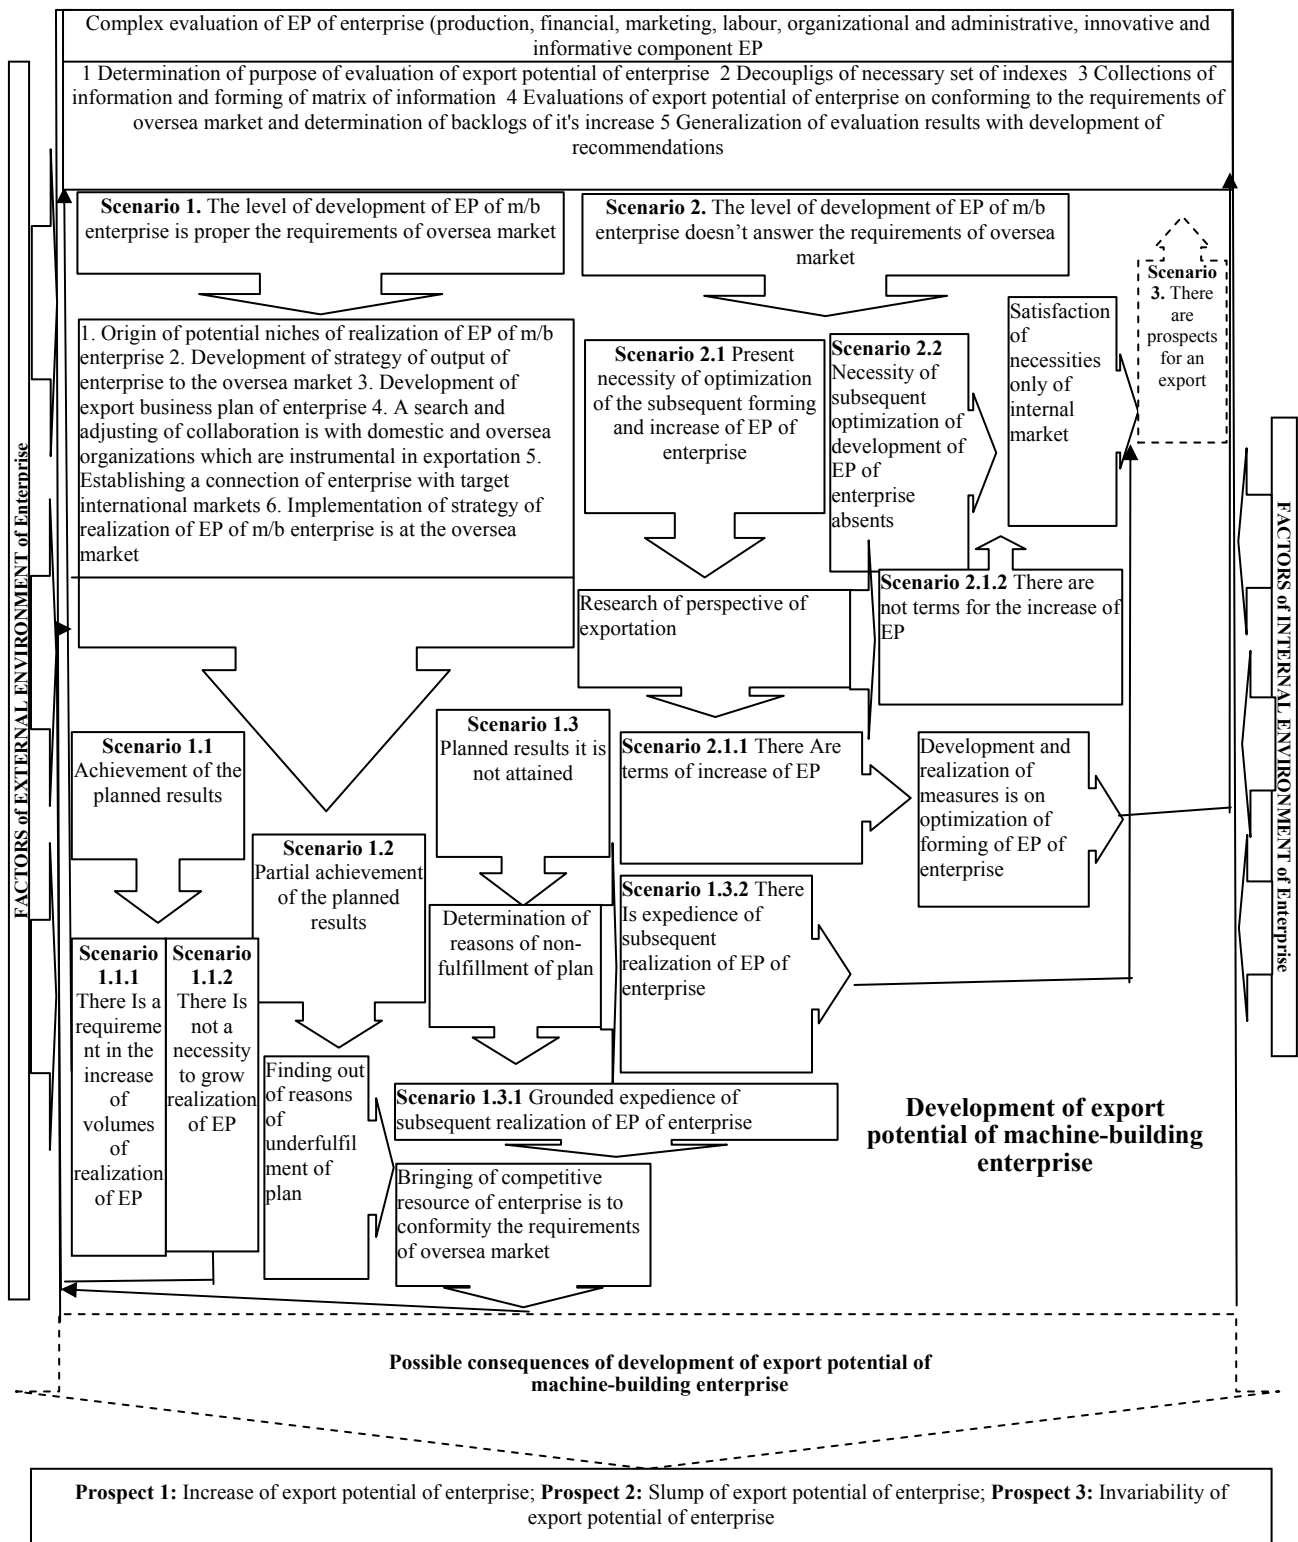 Complex evaluation of EP of enterprise (production, financial, marketing, labour, organizational and administrative, innovative and
informative component EP
1 Determination of purpose of evaluation of export potential of enterprise 2 Decoupligs of necessary set of indexes 3 Collections of
information and forming of matrix of information 4 Evaluations of export potential of enterprise on conforming to the requirements of
oversea market and determination of backlogs of it's increase 5 Generalization of evaluation results with development of
recommendations
FACTORS of EXTERNAL ENVIRONMENT of Enterprise
Scenario 1. The level of development of EP of m/b
enterprise is proper the requirements of oversea market
Scenario 2. The level of development of EP of m/b
enterprise doesn't answer the requirements of oversea
market
Scenario
3. There
are
prospects
for an
export
1. Origin of potential niches of realization of EP of m/b
enterprise 2. Development of strategy of output of
enterprise to the oversea market 3. Development of
export business plan of enterprise 4. A search and
adjusting of collaboration is with domestic and oversea
organizations which are instrumental in exportation 5.
Establishing a connection of enterprise with target
international markets 6. Implementation of strategy of
realization of EP of m/b enterprise is at the oversea
market
Scenario 2.1 Present
necessity of optimization
of the subsequent forming
and increase of EP of
enterprise
Scenario 2.2
Necessity of
subsequent
optimization of
development of
EP of
enterprise
absents
Satisfaction
of
necessities
only of
internal
market
FACTORS of INTERNAL ENVIRONMENT of Enterprise
Research of perspective of
exportation
Scenario 2.1.2 There are
not terms for the increase of
EP
Scenario 1.1
Achievement of the
planned results
Scenario 1.3
Planned results it is
not attained
Scenario 2.1.1 There Are
terms of increase of EP
Development and
realization of
measures is on
optimization of
forming of EP of
enterprise
Scenario 1.2
Partial achievement
of the planned
results
Scenario 1.3.2 There
Is expedience of
subsequent
realization of EP of
enterprise
Determination of
reasons of non-
fulfillment of plan
Scenario
1.1.1
There Is a
requireme
nt in the
increase
of
volumes
of
realization
of EP
Scenario
1.1.2
There Is
not a
necessity
to grow
realization
of EP
Finding out
of reasons
of
underfulfil
ment of
plan
Scenario 1.3.1 Grounded expedience of
subsequent realization of EP of enterprise
Development of export
potential of machine-building
enterprise
Bringing of competitive
resource of enterprise is to
conformity the requirements
of oversea market
Possible consequences of development of export potential of
machine-building enterprise
Prospect 1: Increase of export potential of enterprise; Prospect 2: Slump of export potential of enterprise; Prospect 3: Invariability of
export potential of enterprise